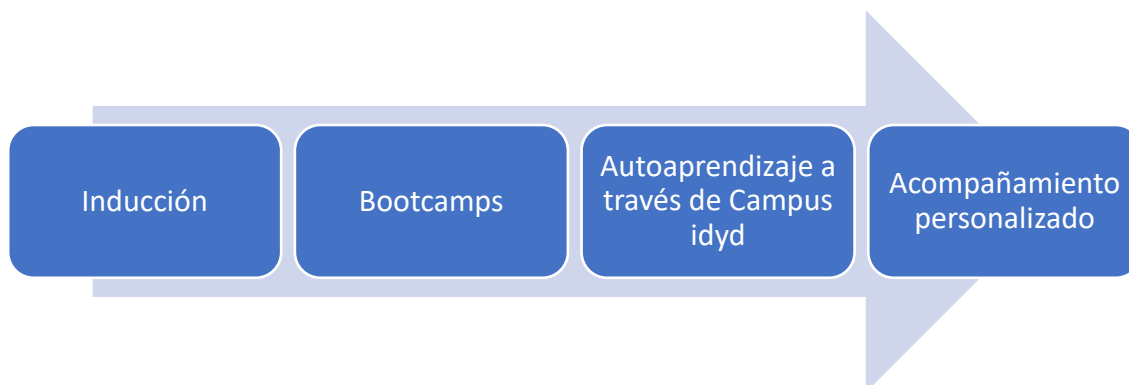 Inducción
Bootcamps
Autoaprendizaje a
través de Campus
idyd
Acompañamiento
personalizado